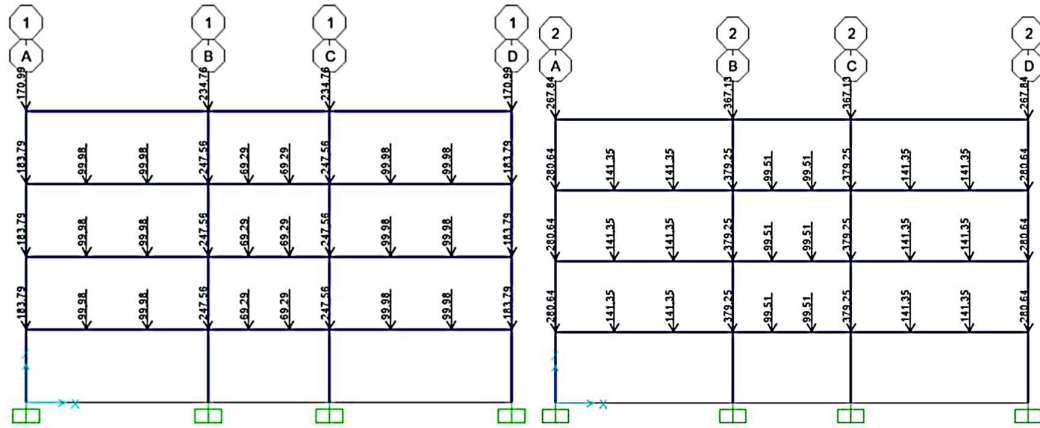 1 1 1 1
A B C D
170.99 234.76 234.76 170.99
183.79 99.98 99.98 247.56 69.29 69.29 247.56 99.98 99.98 183.79
183.79 99.98 99.98 247.56 69.29 69.29 247.56 99.98 99.98 183.79
183.79 99.98 99.98 247.56 69.29 69.29 247.56 99.98 99.98 183.79
X
2 2 2 2
A B C D
267.84 367.13 367.13 267.84
280.64 141.35 141.35 379.25 99.51 99.51 379.25 141.35 141.35 280.64
280.64 141.35 141.35 379.25 99.51 99.51 379.25 141.35 141.35 280.64
280.64 141.35 141.35 379.25 99.51 99.51 379.25 141.35 141.35 280.64
X